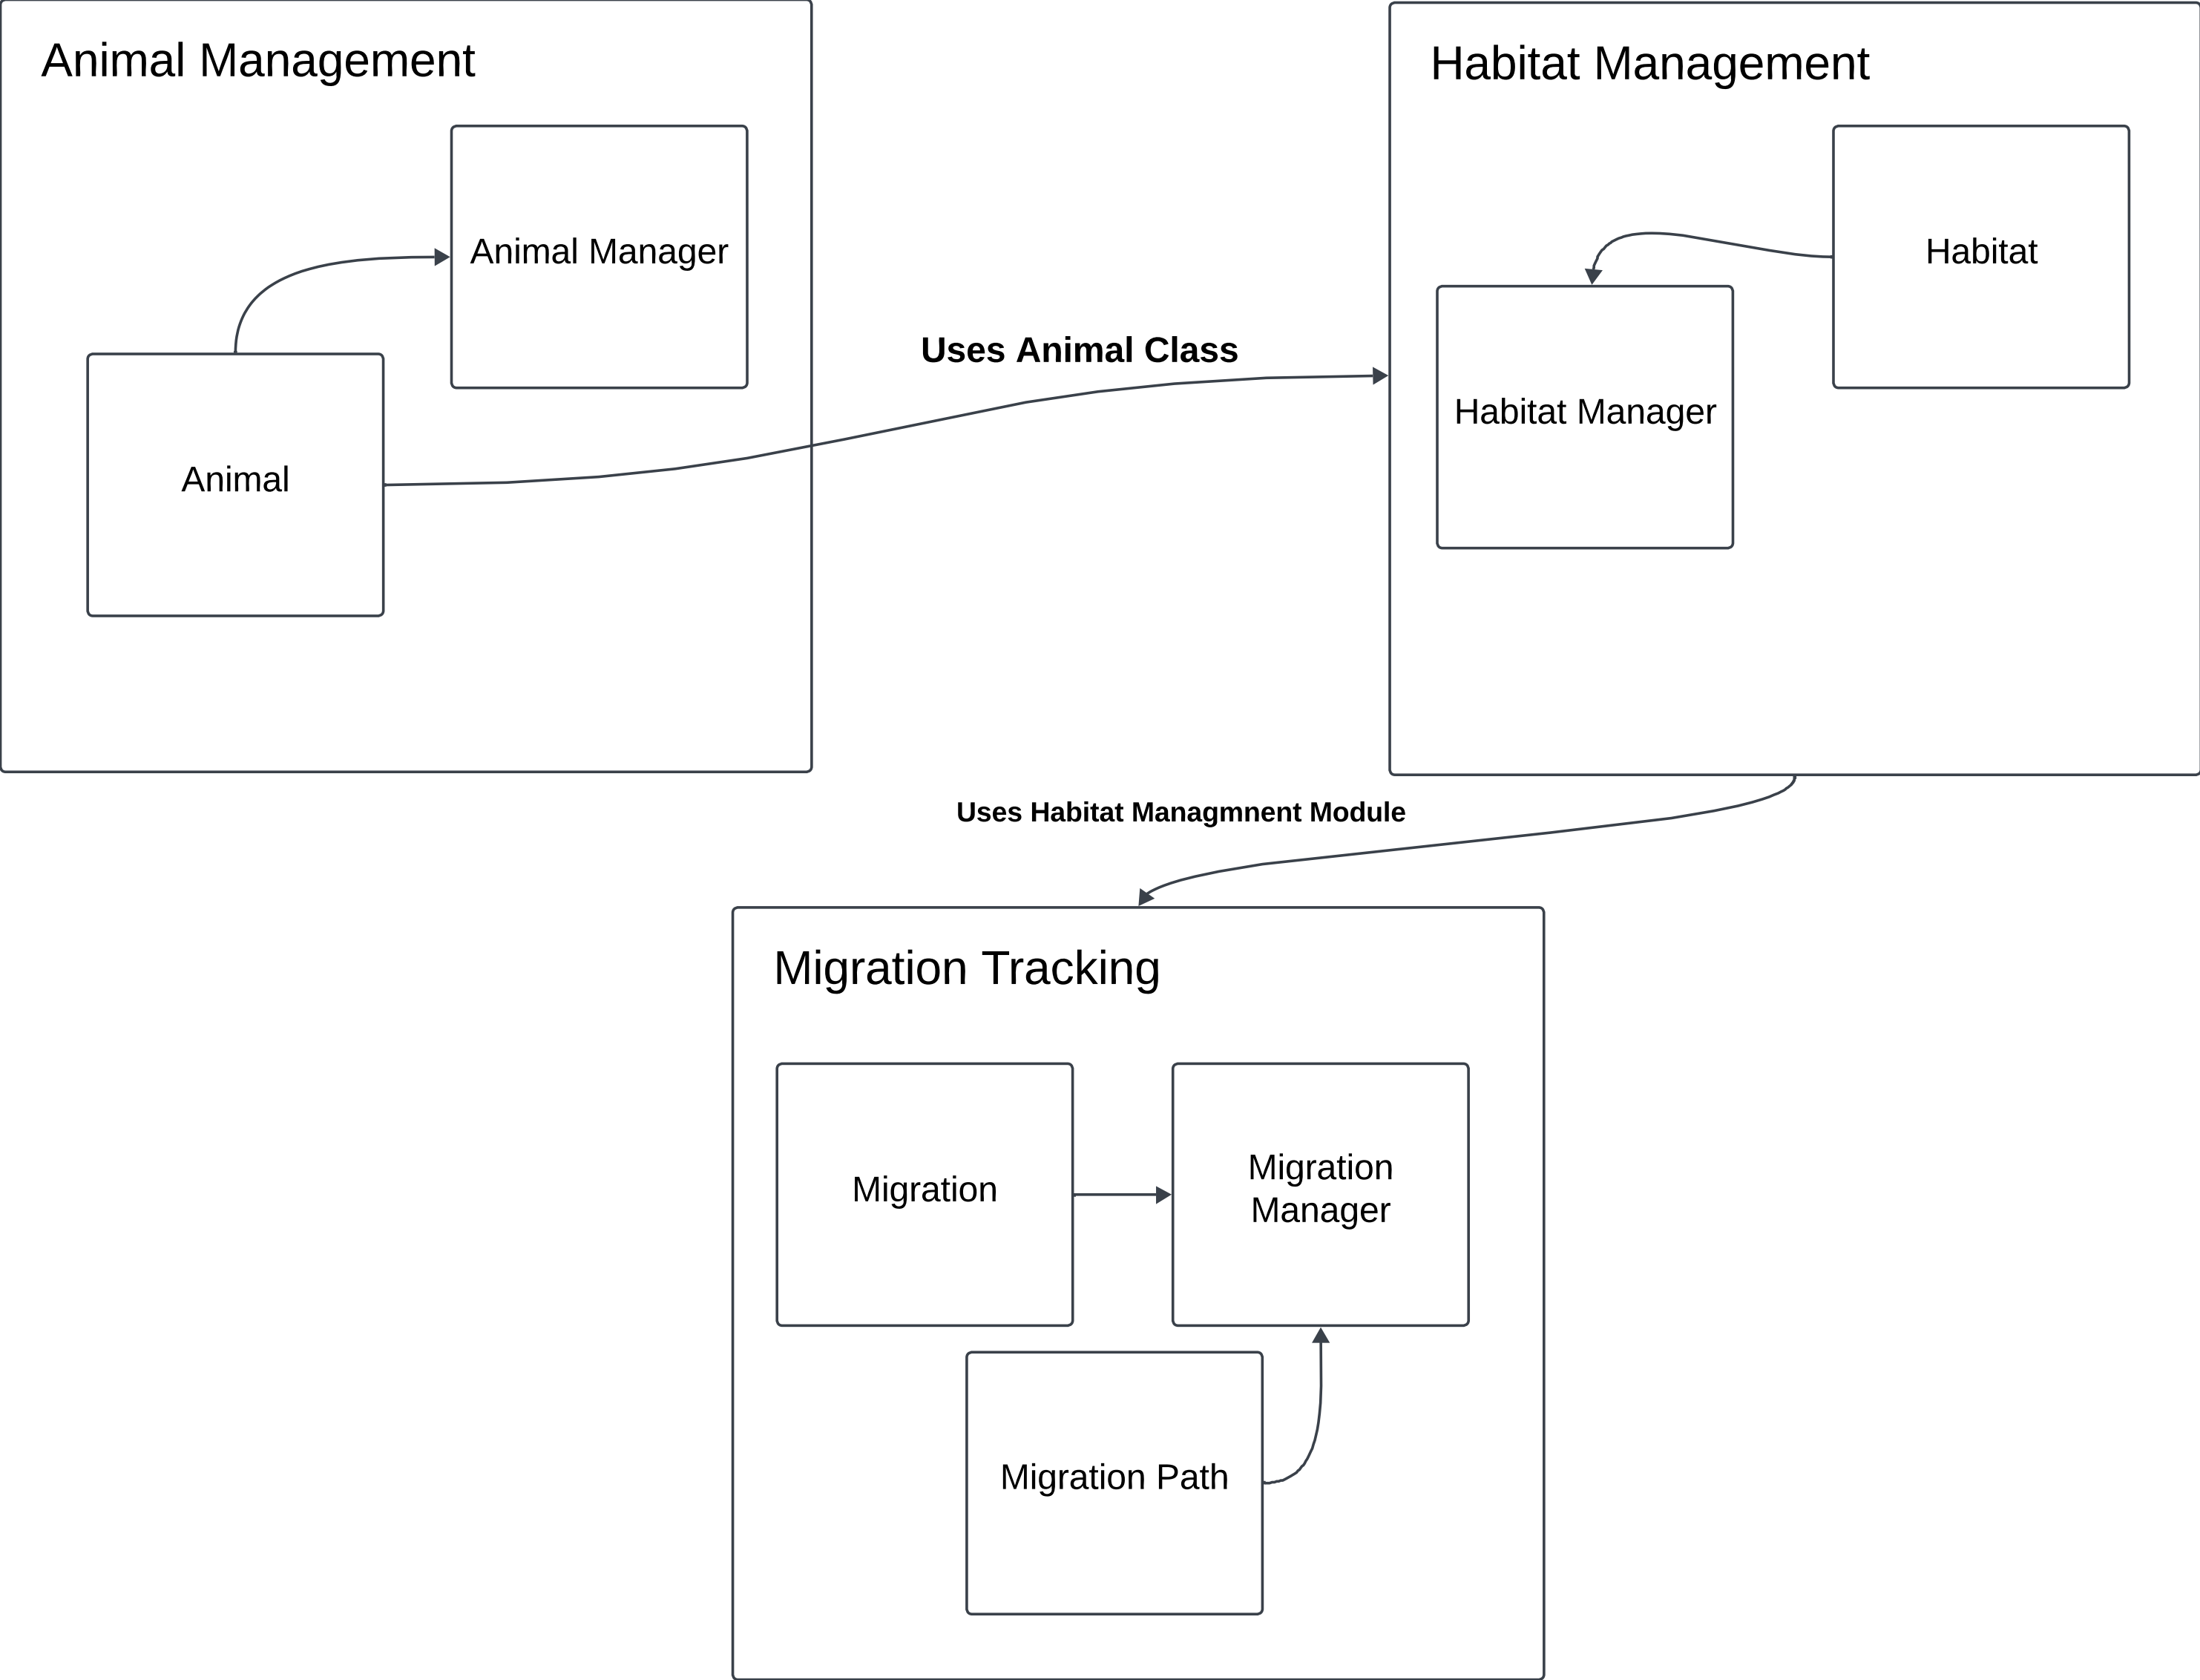 Animal Management
Animal Manager
Animal
Uses Animal Class
Habitat Management
Habitat
Habitat Manager
Uses Habitat Managmnent Module
Migration Tracking
Migration
Migration
Manager
Migration Path